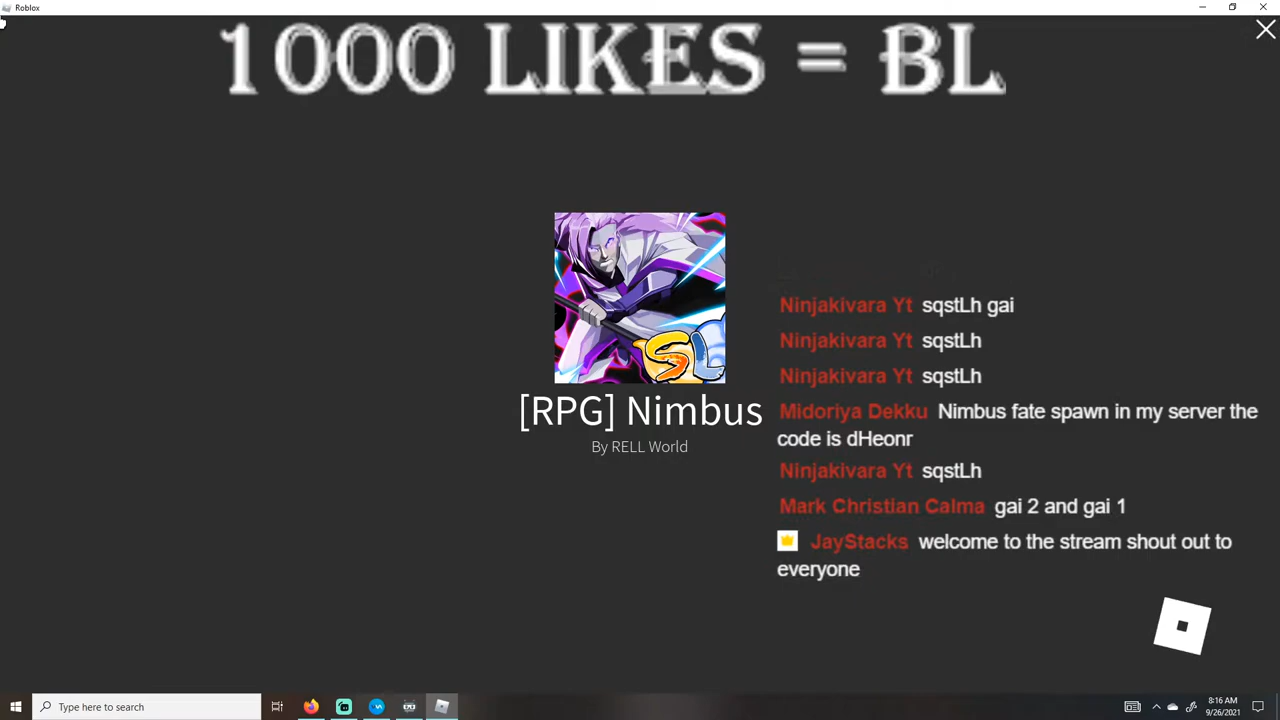 Roblox
1000 LIKES = BL
SL
[RPG] Nimbus
By RELL World
Ninjakivara Yt sqstLh gai
Ninjakivara Yt sqstLh
Ninjakivara Yt sqstLh
Midoriya Dekku Nimbus fate spawn in my server the
code is dHeonr
Ninjakivara Yt sqstLh
Mark Christian Calma gai 2 and gai 1
JayStacks welcome to the stream shout out to
everyone
Type here to search
8:16 AM
9/26/2021